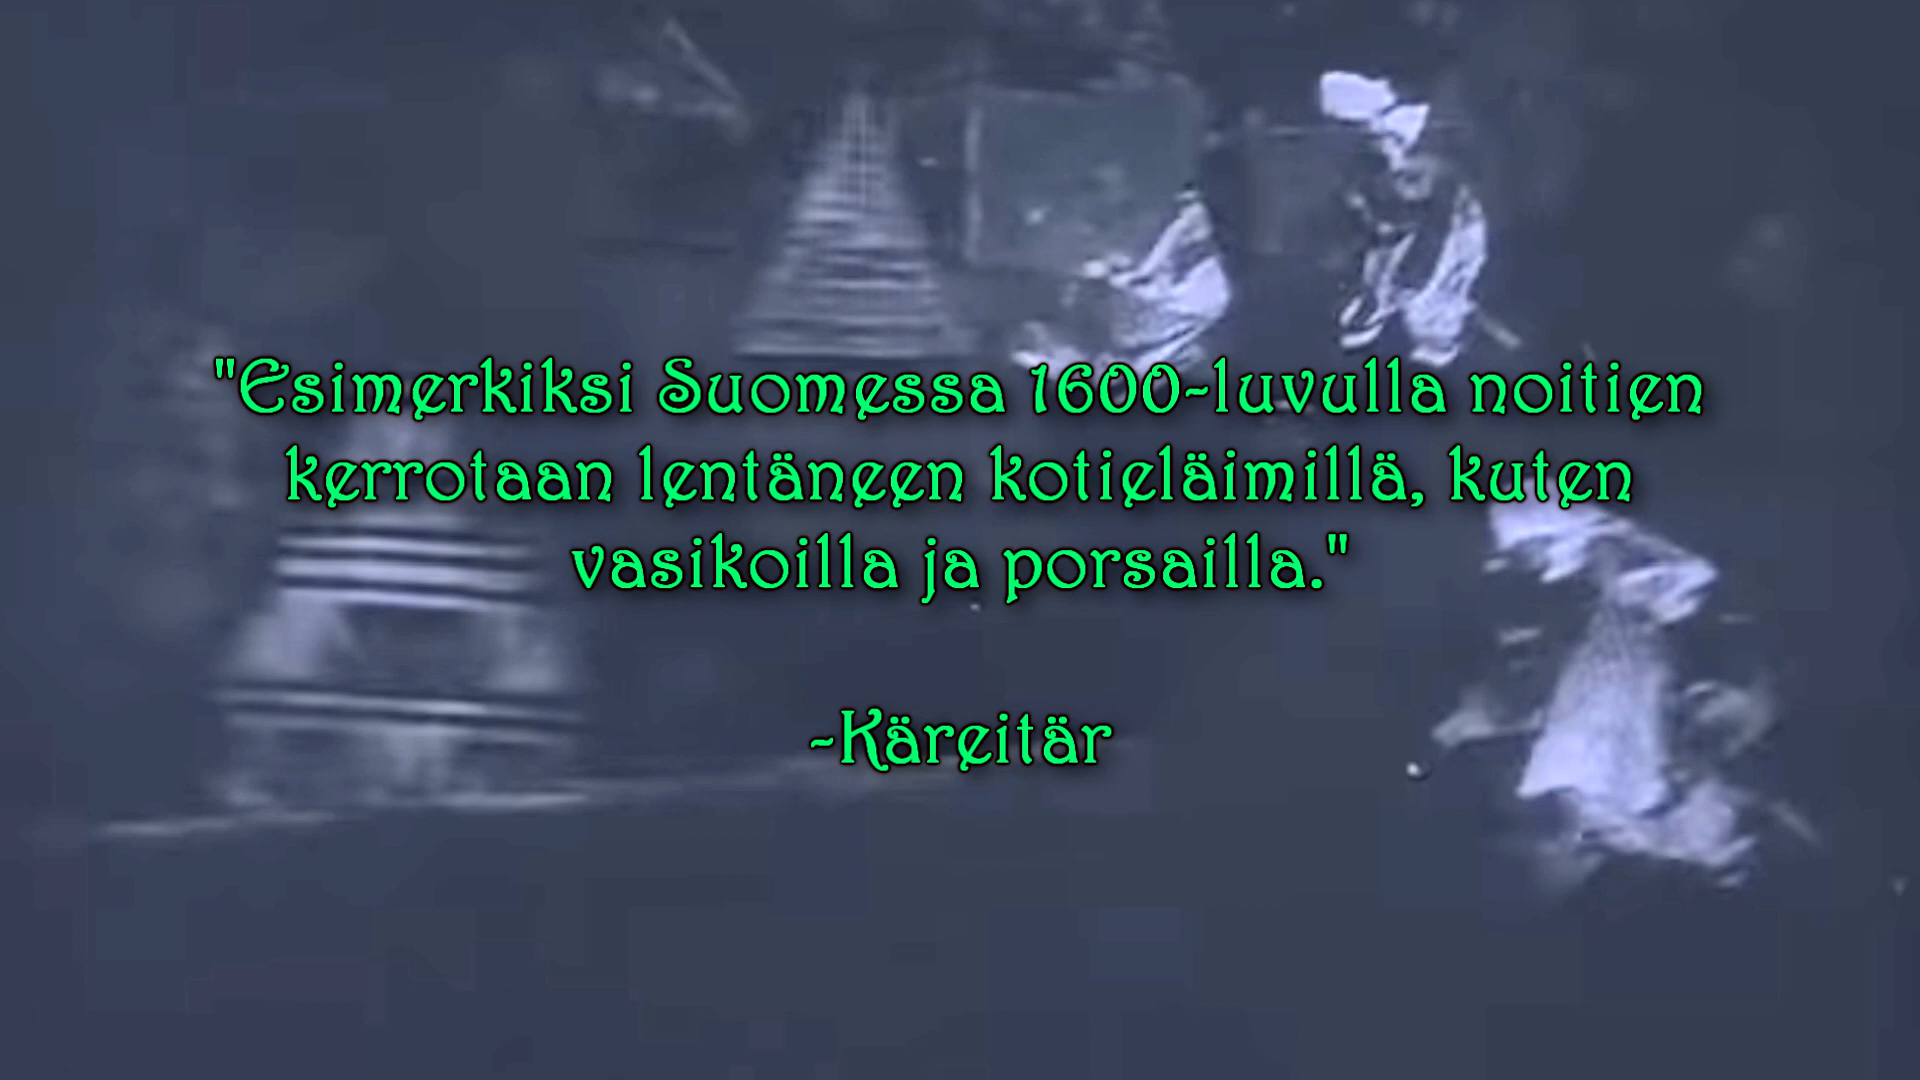 "Esimerkiksi Suomessa 1600-luvulla noitien
kerrotaan lentäneen kotieläimillä, kuten
vasikoilla ja porsailla."
-Käreitär